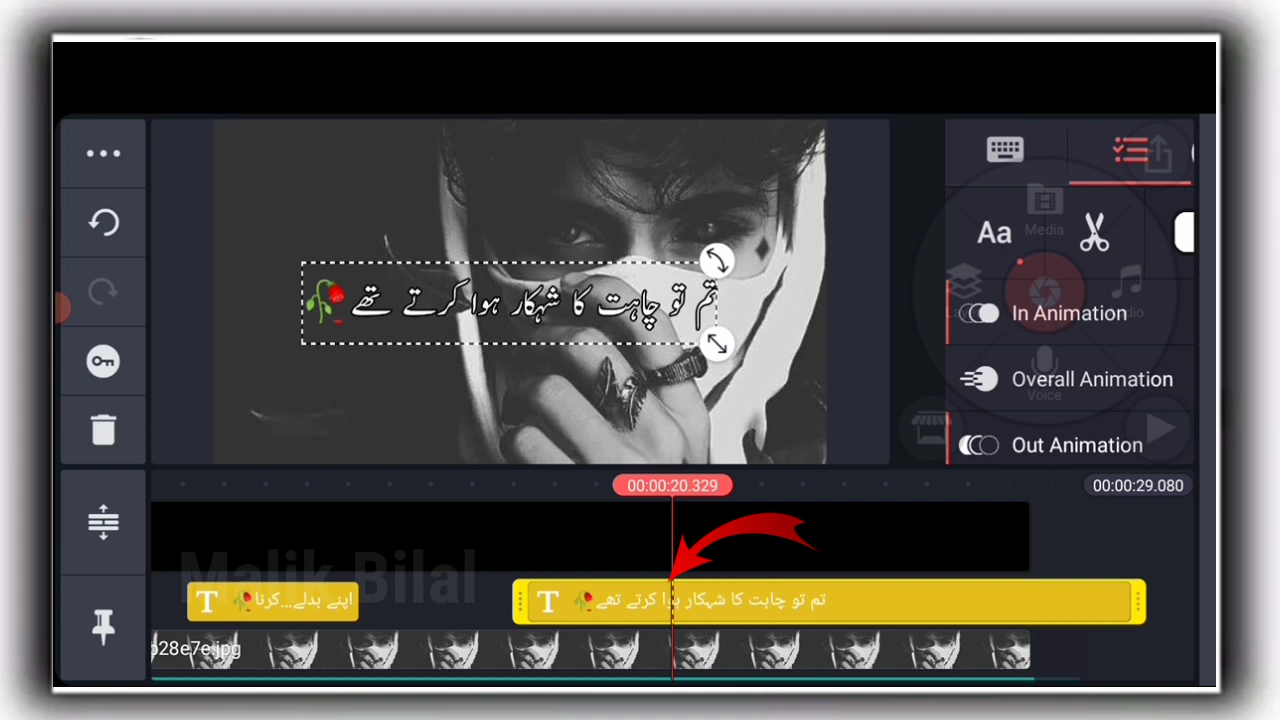 Media
Aa
تم تو چاہت کا شہکار ہوا کرتے تھے
In Animation
Overall Animation
Voice
Out Animation
00:00:20.329
00:00:29.080
Malik Bilal
T اپنے بدلے...کرنا
T تم تو چاہت کا شہکار ہوا کرتے تھے
b28e7e.jpg